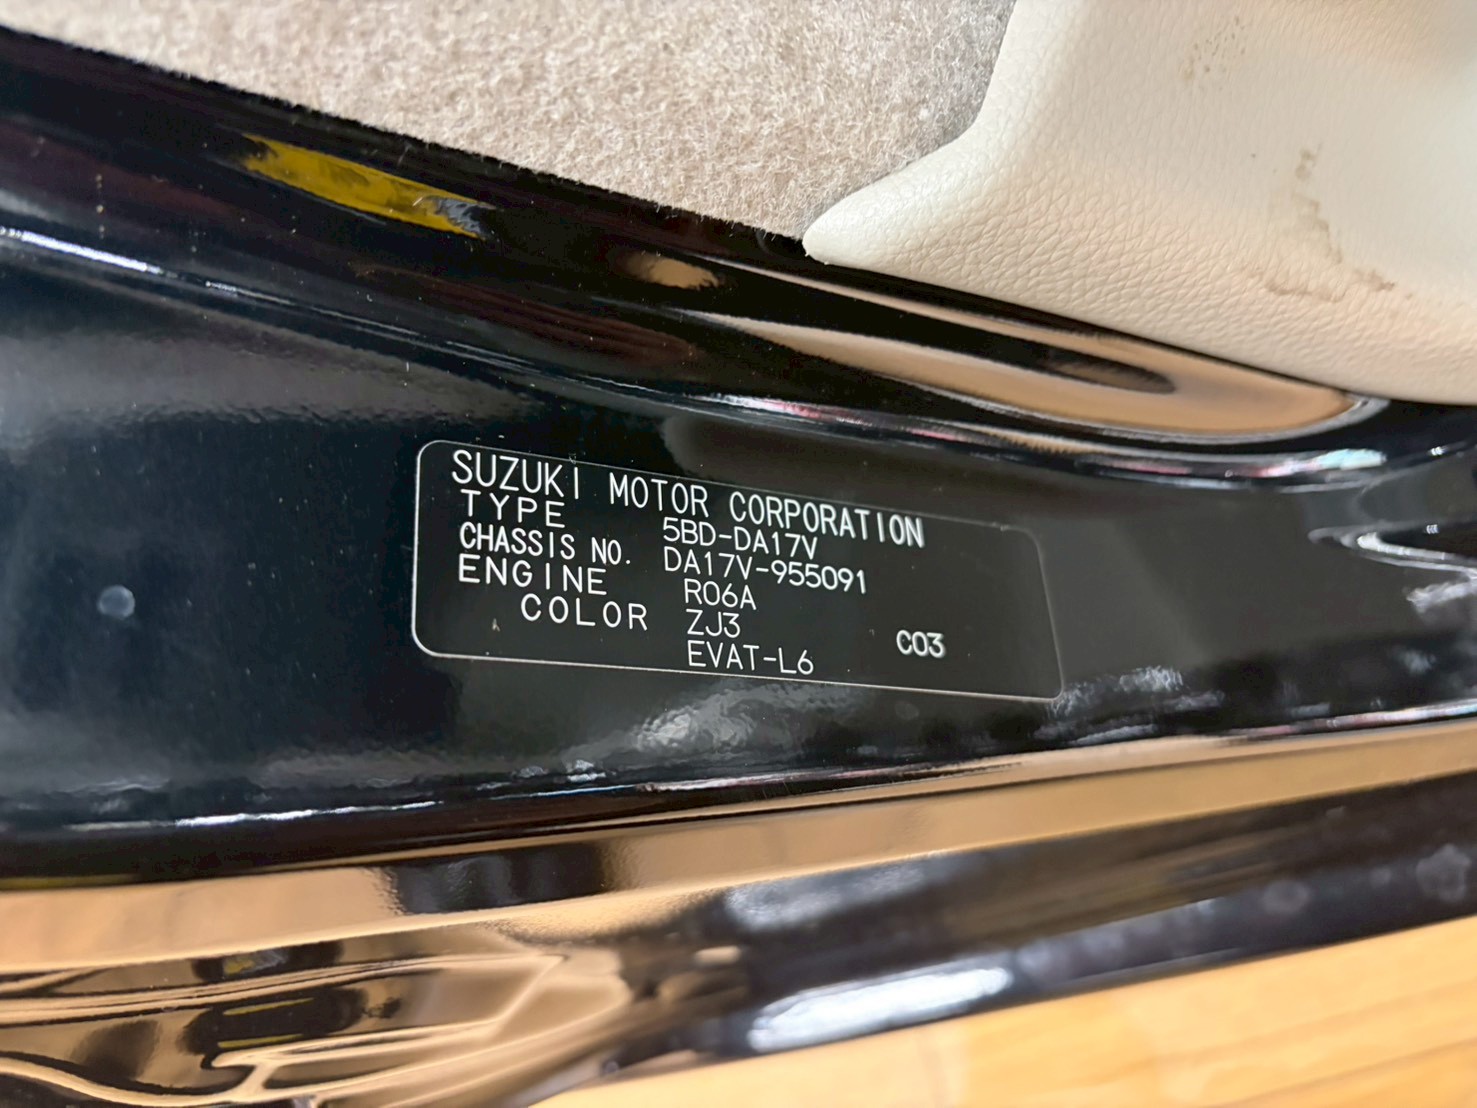 SUZUKI MOTOR CORPORATION
TYPE 5BD-DA17V
CHASSIS NO. DA17V-955091
ENGINE R06A
COLOR ZJ3 C03
EVAT-L6